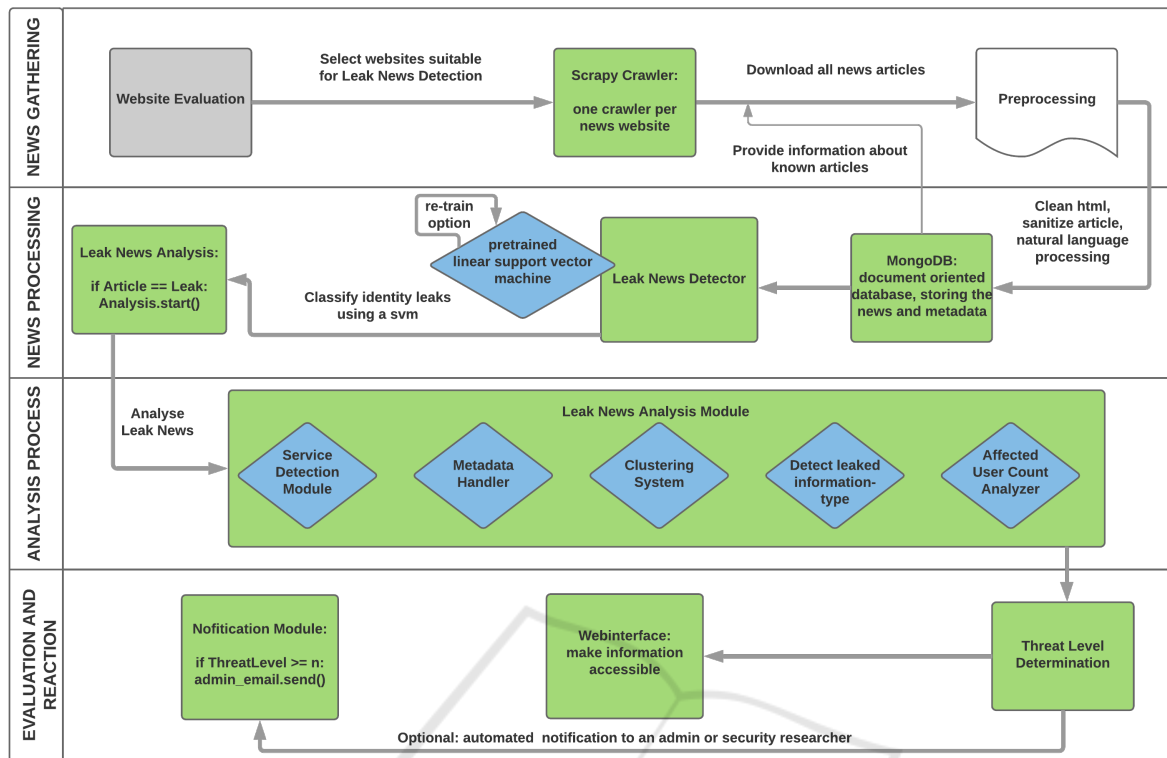 NEWS GATHERING
Website Evaluation
Select websites suitable
for Leak News Detection
Scrapy Crawler:
one crawler per
news website
Download all news articles
Preprocessing
Provide information about
known articles
NEWS PROCESSING
Leak News Analysis:
if Article == Leak:
Analysis.start()
re-train
option
pretrained
linear support vector
machine
Classify identity leaks
using a svm
Leak News Detector
MongoDB:
document oriented
database, storing the
news and metadata
Clean html,
sanitize article,
natural language
processing
ANALYSIS PROCESS
Analyse
Leak News
Leak News Analysis Module
Service
Detection
Module
Metadata
Handler
Clustering
System
Detect leaked
information-
type
Affected
User Count
Analyzer
EVALUATION AND
REACTION
Nofitication Module:
if ThreatLevel >= n:
admin_email.send()
Webinterface:
make information
accessible
Threat Level
Determination
Optional: automated notification to an admin or security researcher